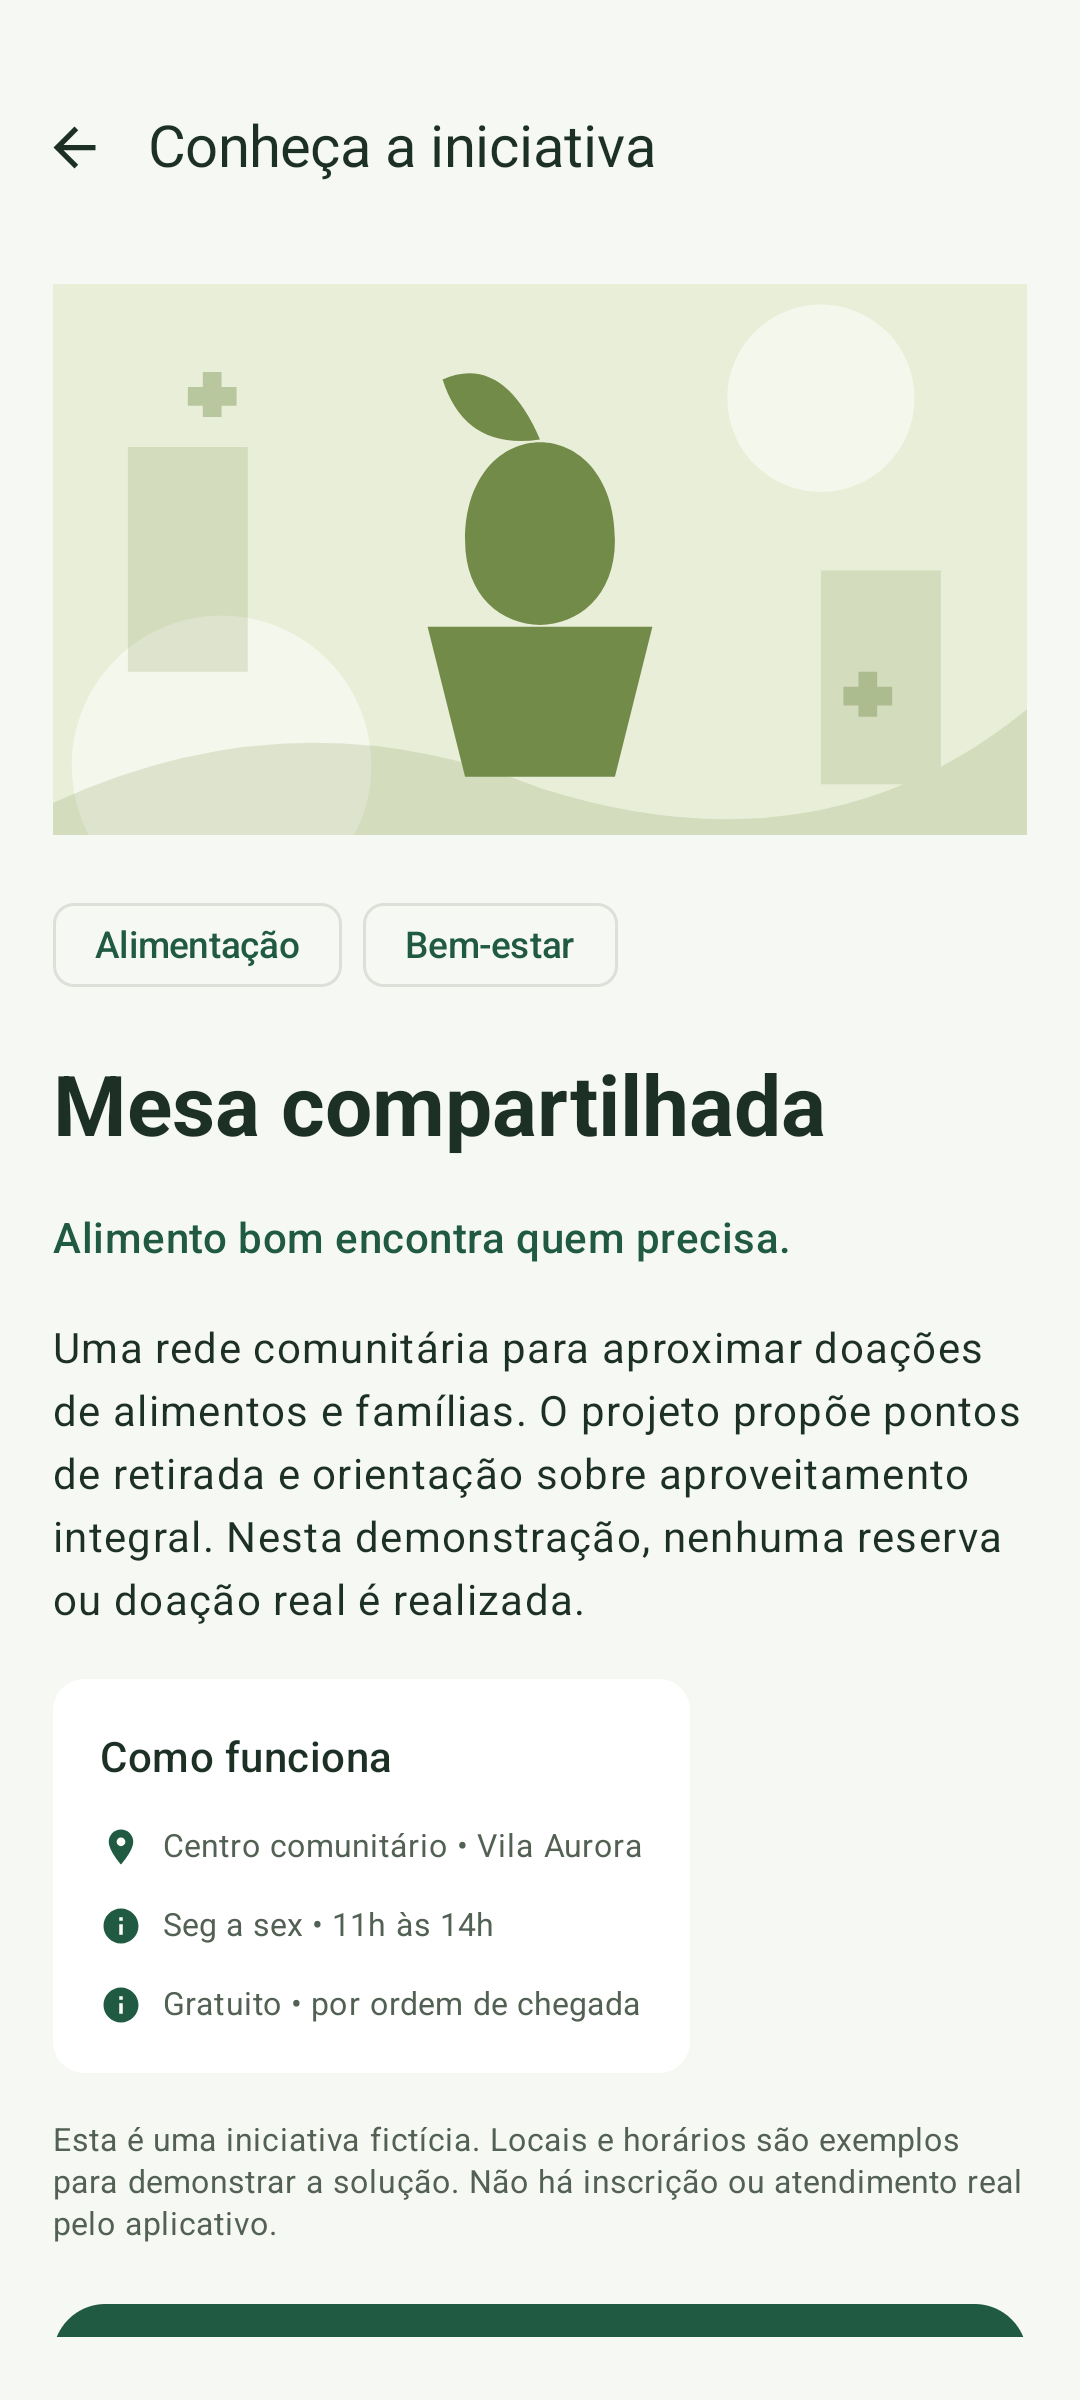 Conheça a iniciativa
Alimentação
Bem-estar
Mesa compartilhada
Alimento bom encontra quem precisa.
Uma rede comunitária para aproximar doações
de alimentos e famílias. O projeto propõe pontos
de retirada e orientação sobre aproveitamento
integral. Nesta demonstração, nenhuma reserva
ou doação real é realizada.
Como funciona
Centro comunitário • Vila Aurora
Seg a sex • 11h às 14h
Gratuito • por ordem de chegada
Esta é uma iniciativa fictícia. Locais e horários são exemplos
para demonstrar a solução. Não há inscrição ou atendimento real
pelo aplicativo.